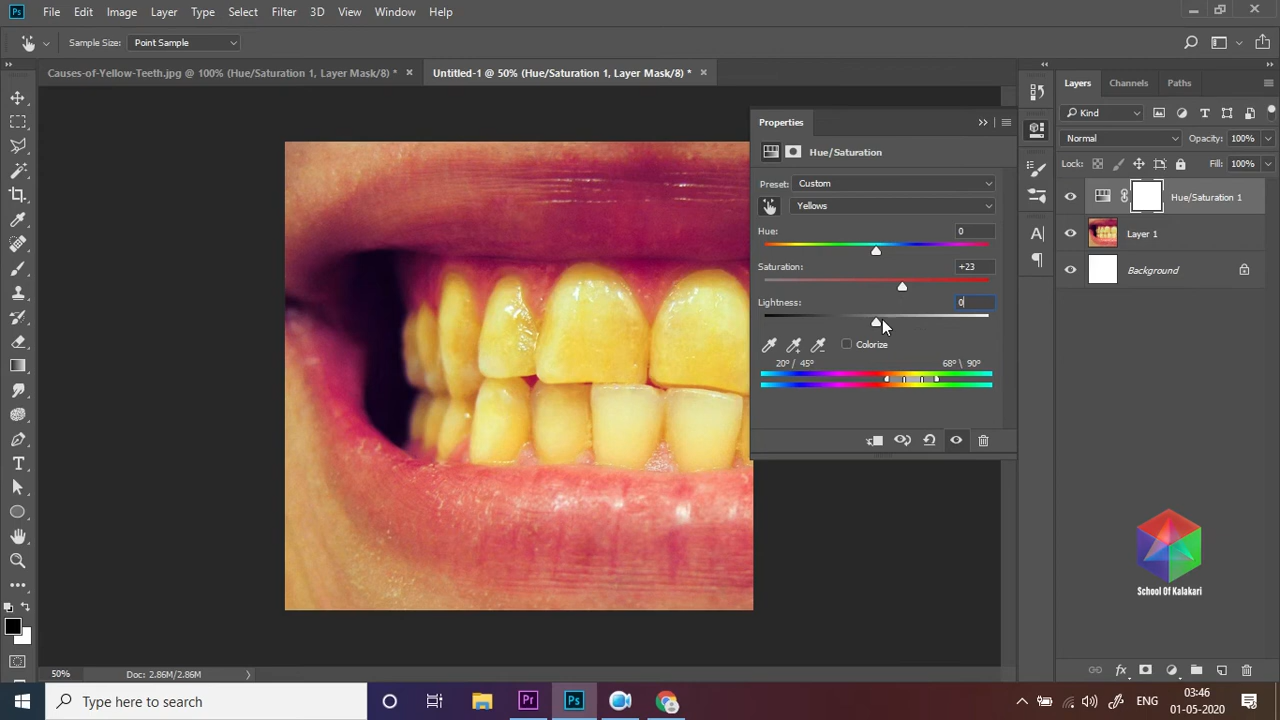 Ps File Edit Image Layer Type Select Filter 3D View Window Help
Sample Size: Point Sample
Causes-of-Yellow-Teeth.jpg @ 100% (Hue/Saturation 1, Layer Mask/8) *
Untitled-1 @ 50% (Hue/Saturation 1, Layer Mask/8) *
Properties
Hue/Saturation
Preset: Custom
Yellows
Hue: 0
Saturation: +23
Lightness: 0
Colorize
20°/ 45° 68° \ 90°
Layers Channels Paths
Kind
Normal Opacity: 100%
Lock: Fill: 100%
Hue/Saturation 1
Layer 1
Background
School Of Kalakari
50% Doc: 2.86M/2.86M
Type here to search
Pr Ps
ENG
03:46
01-05-2020